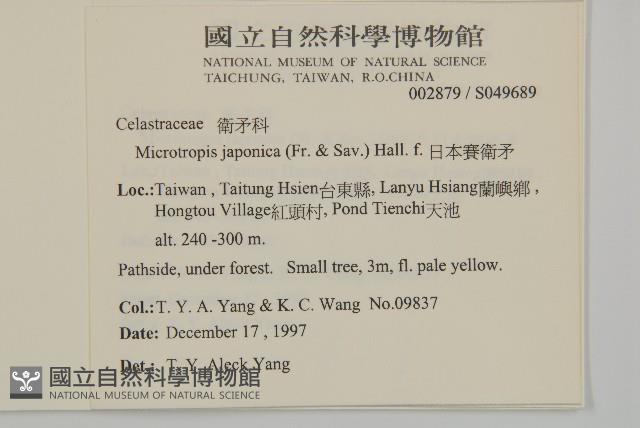 國立自然科學博物館
NATIONAL MUSEUM OF NATURAL SCIENCE
TAICHUNG, TAIWAN, R.O.CHINA
002879 / S049689
Celastraceae 衛矛科
Microtropis japonica (Fr. & Sav.) Hall. f. 日本賽衛矛
Loc.:Taiwan , Taitung Hsien台東縣, Lanyu Hsiang蘭嶼鄉 ,
Hongtou Village紅頭村, Pond Tienchi天池
alt. 240 -300 m.
Pathside, under forest. Small tree, 3m, fl. pale yellow.
Col.:T. Y. A. Yang & K. C. Wang No.09837
Date: December 17 , 1997
Det.: T. Y. Aleck Yang
國立自然科學博物館
NATIONAL MUSEUM OF NATURAL SCIENCE